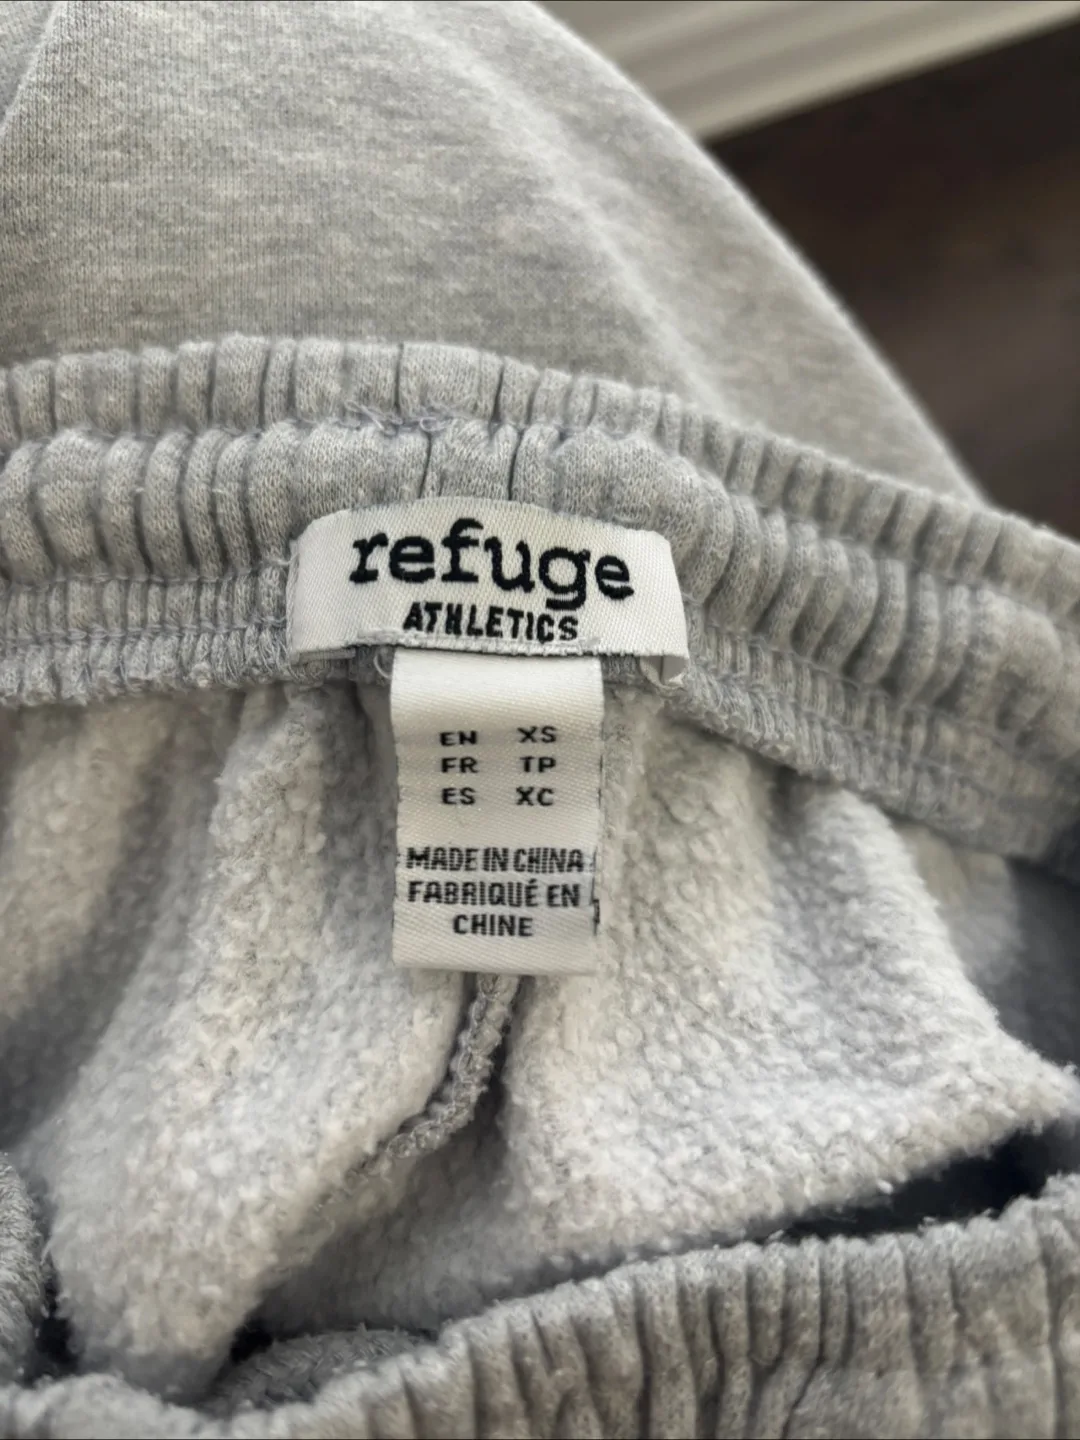 refuge
ATHLETICS
EN XS
FR TP
ES XC
MADE IN CHINA
FABRIQUÉ EN
CHINE